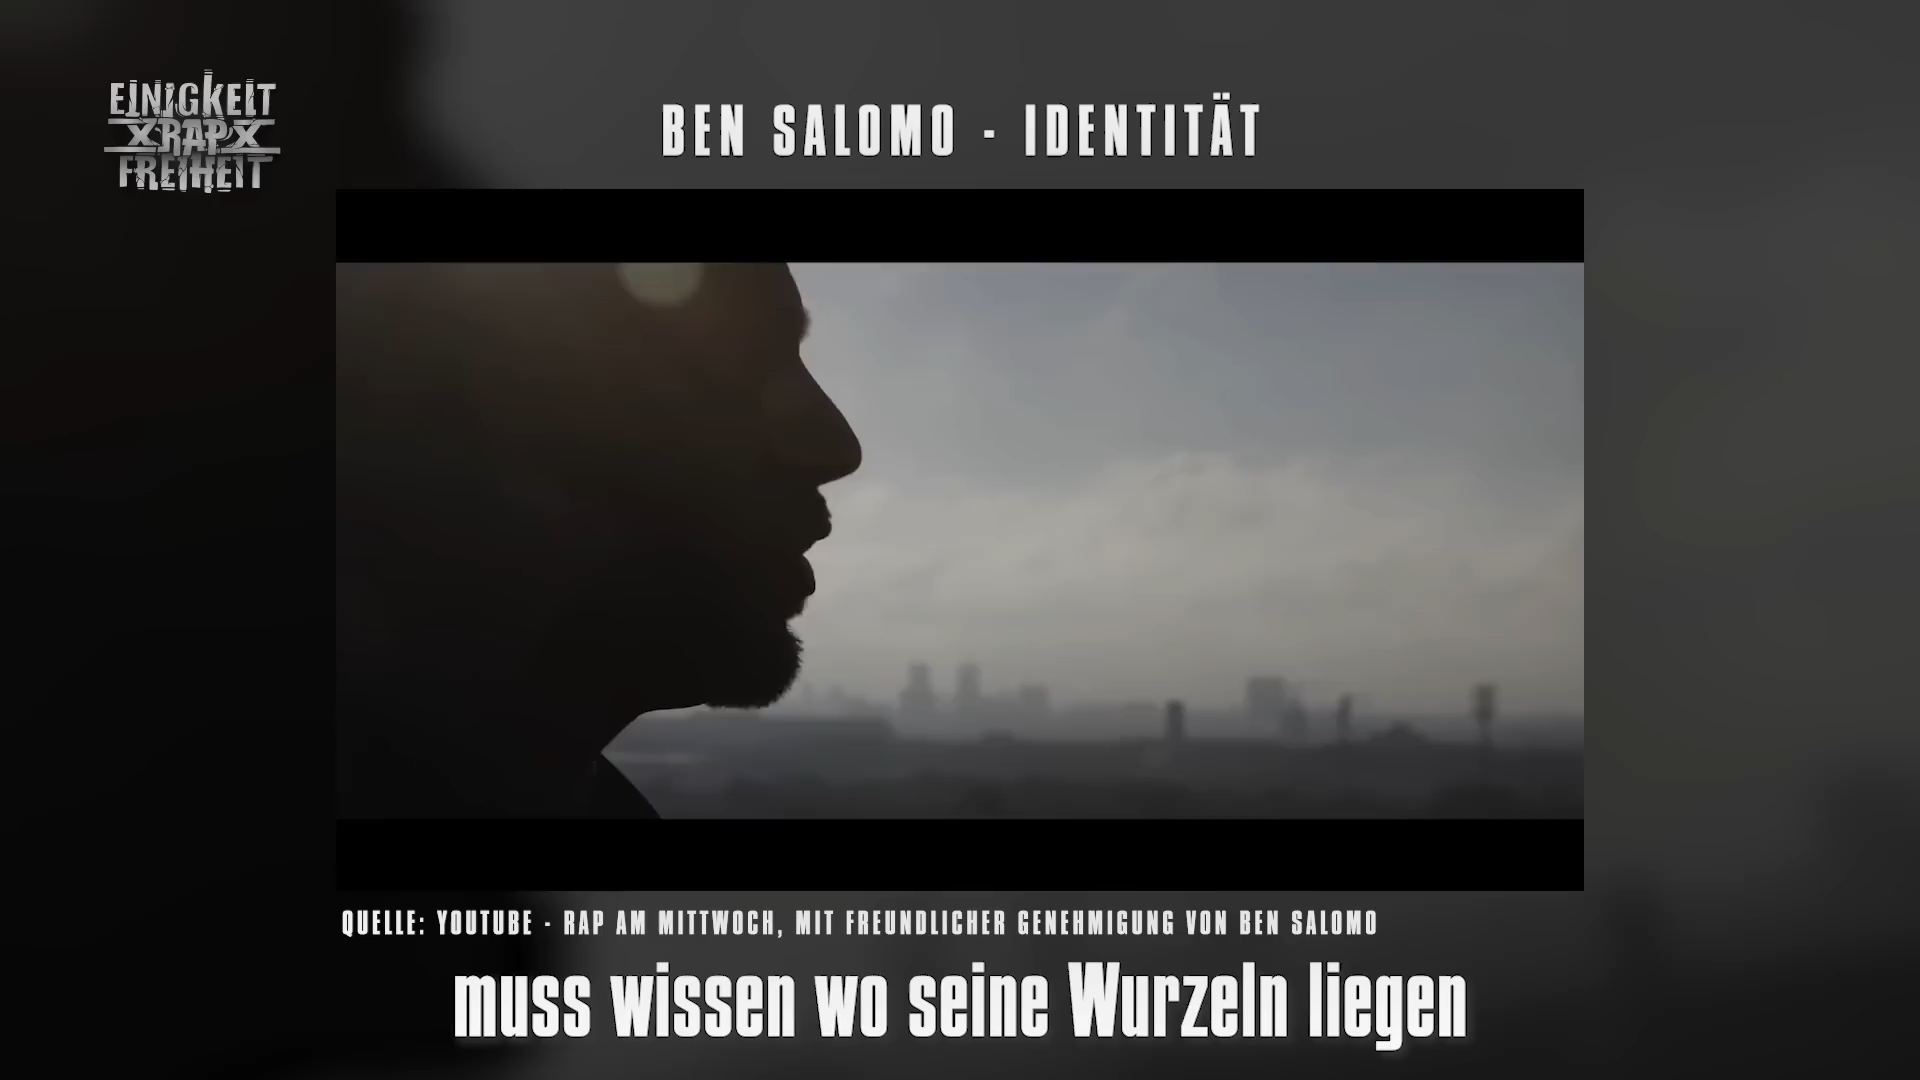 EINIGKEIT
XRAPX
FREIHEIT
BEN SALOMO - IDENTITÄT
QUELLE: YOUTUBE - RAP AM MITTWOCH, MIT FREUNDLICHER GENEHMIGUNG VON BEN SALOMO
muss wissen wo seine Wurzeln liegen